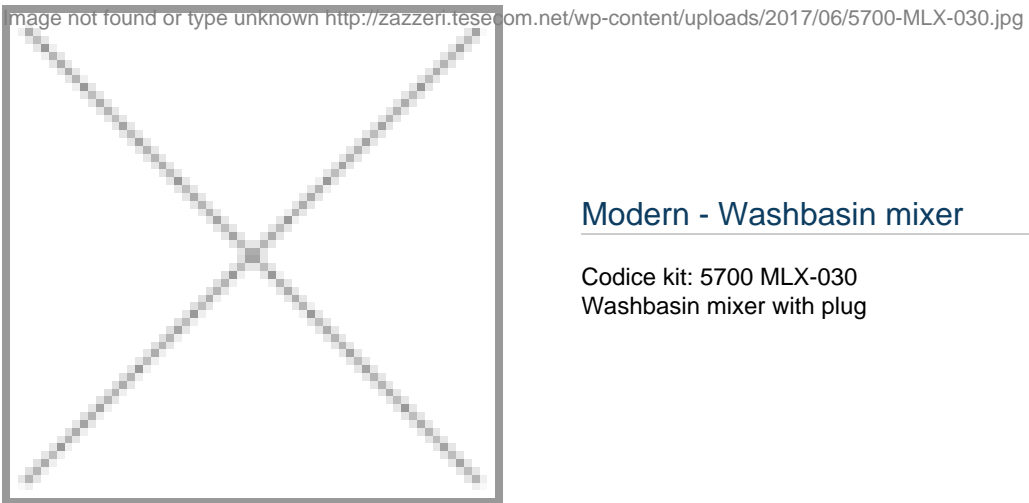 Image not found or type unknown http://zazzeri.tesecom.net/wp-content/uploads/2017/06/5700-MLX-030.jpg
Modern - Washbasin mixer
Codice kit: 5700 MLX-030
Washbasin mixer with plug